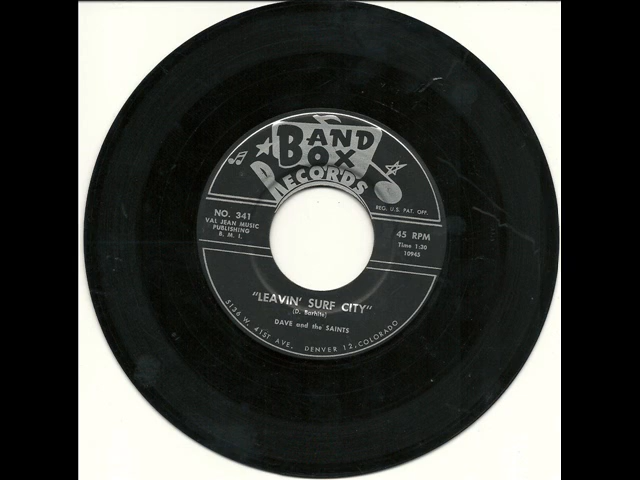 BAND
BOX
RECORDS
REG. U.S. PAT. OFF.
NO. 341
VAL JEAN MUSIC
PUBLISHING
B. M. I.
45 RPM
Time 1:30
10945
"LEAVIN' SURF CITY"
(D. Barhite)
DAVE and the SAINTS
5136 W. 41ST AVE. DENVER 12, COLORADO